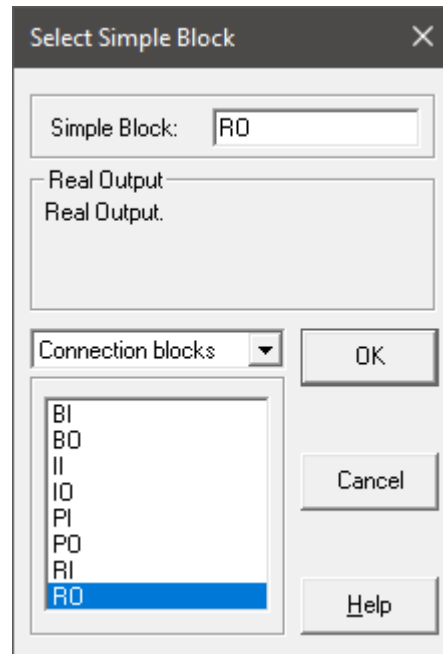 Select Simple Block
Simple Block: RO
Real Output
Real Output.
Connection blocks
OK
BI
BO
II
IO
PI
PO
RI
RO
Cancel
Help